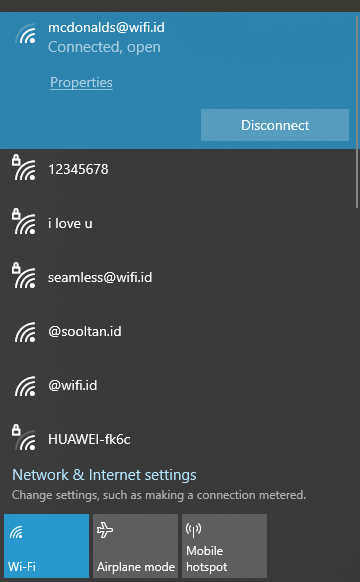 mcdonalds@wifi.id
Connected, open
Properties
Disconnect
12345678
i love u
seamless@wifi.id
@sooltan.id
@wifi.id
HUAWEI-fk6c
Network & Internet settings
Change settings, such as making a connection metered.
Wi-Fi
Airplane mode
Mobile
hotspot